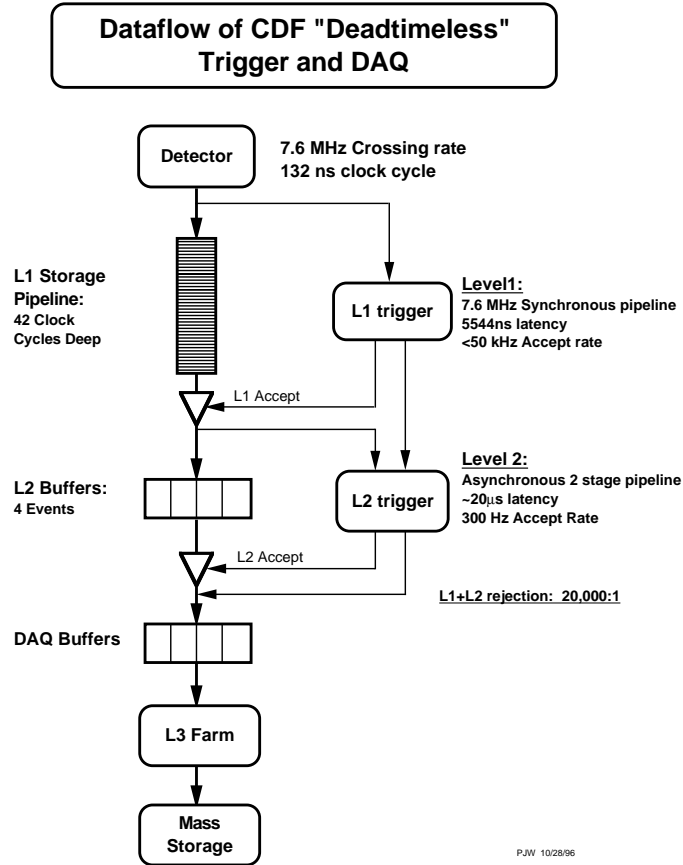 Dataflow of CDF "Deadtimeless"
Trigger and DAQ
Detector
7.6 MHz Crossing rate
132 ns clock cycle
L1 Storage
Pipeline:
42 Clock
Cycles Deep
L1 trigger
Level1:
7.6 MHz Synchronous pipeline
5544ns latency
<50 kHz Accept rate
L1 Accept
L2 Buffers:
4 Events
L2 trigger
Level 2:
Asynchronous 2 stage pipeline
~20μs latency
300 Hz Accept Rate
L2 Accept
L1+L2 rejection: 20,000:1
DAQ Buffers
L3 Farm
Mass
Storage
PJW 10/28/96